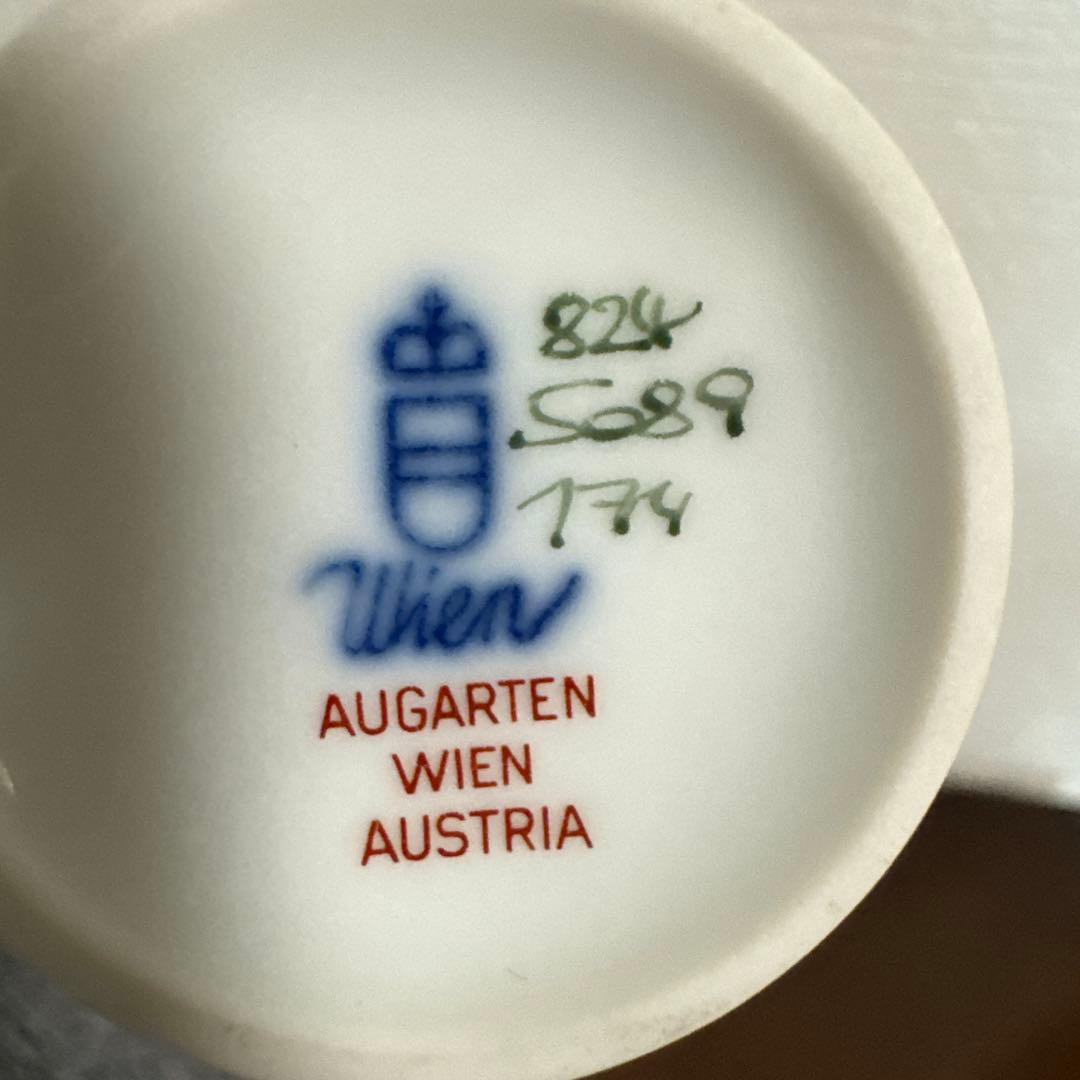 824
5089
174
Wien
AUGARTEN
WIEN
AUSTRIA